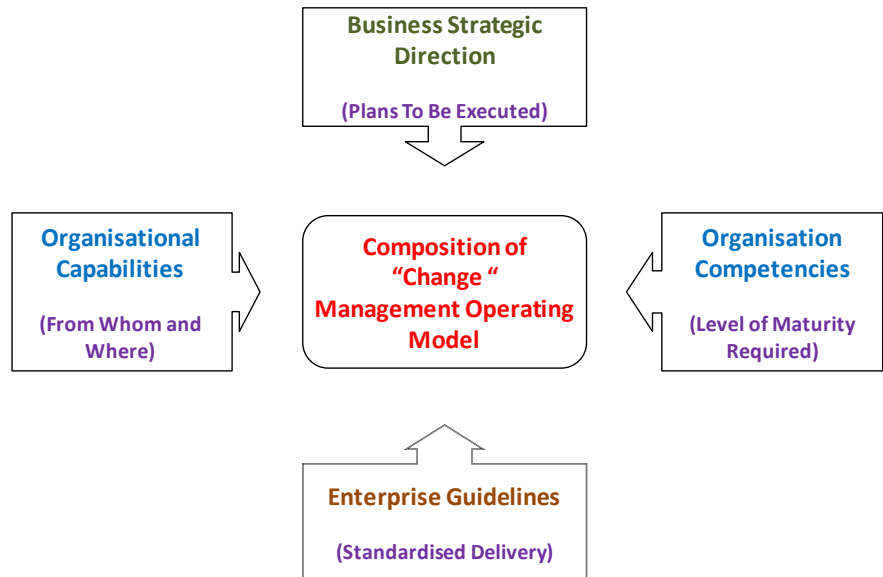 Business Strategic
Direction
(Plans To Be Executed)
Organisational
Capabilities
(From Whom and
Where)
Composition of
“Change “
Management Operating
Model
Organisation
Competencies
(Level of Maturity
Required)
Enterprise Guidelines
(Standardised Delivery)